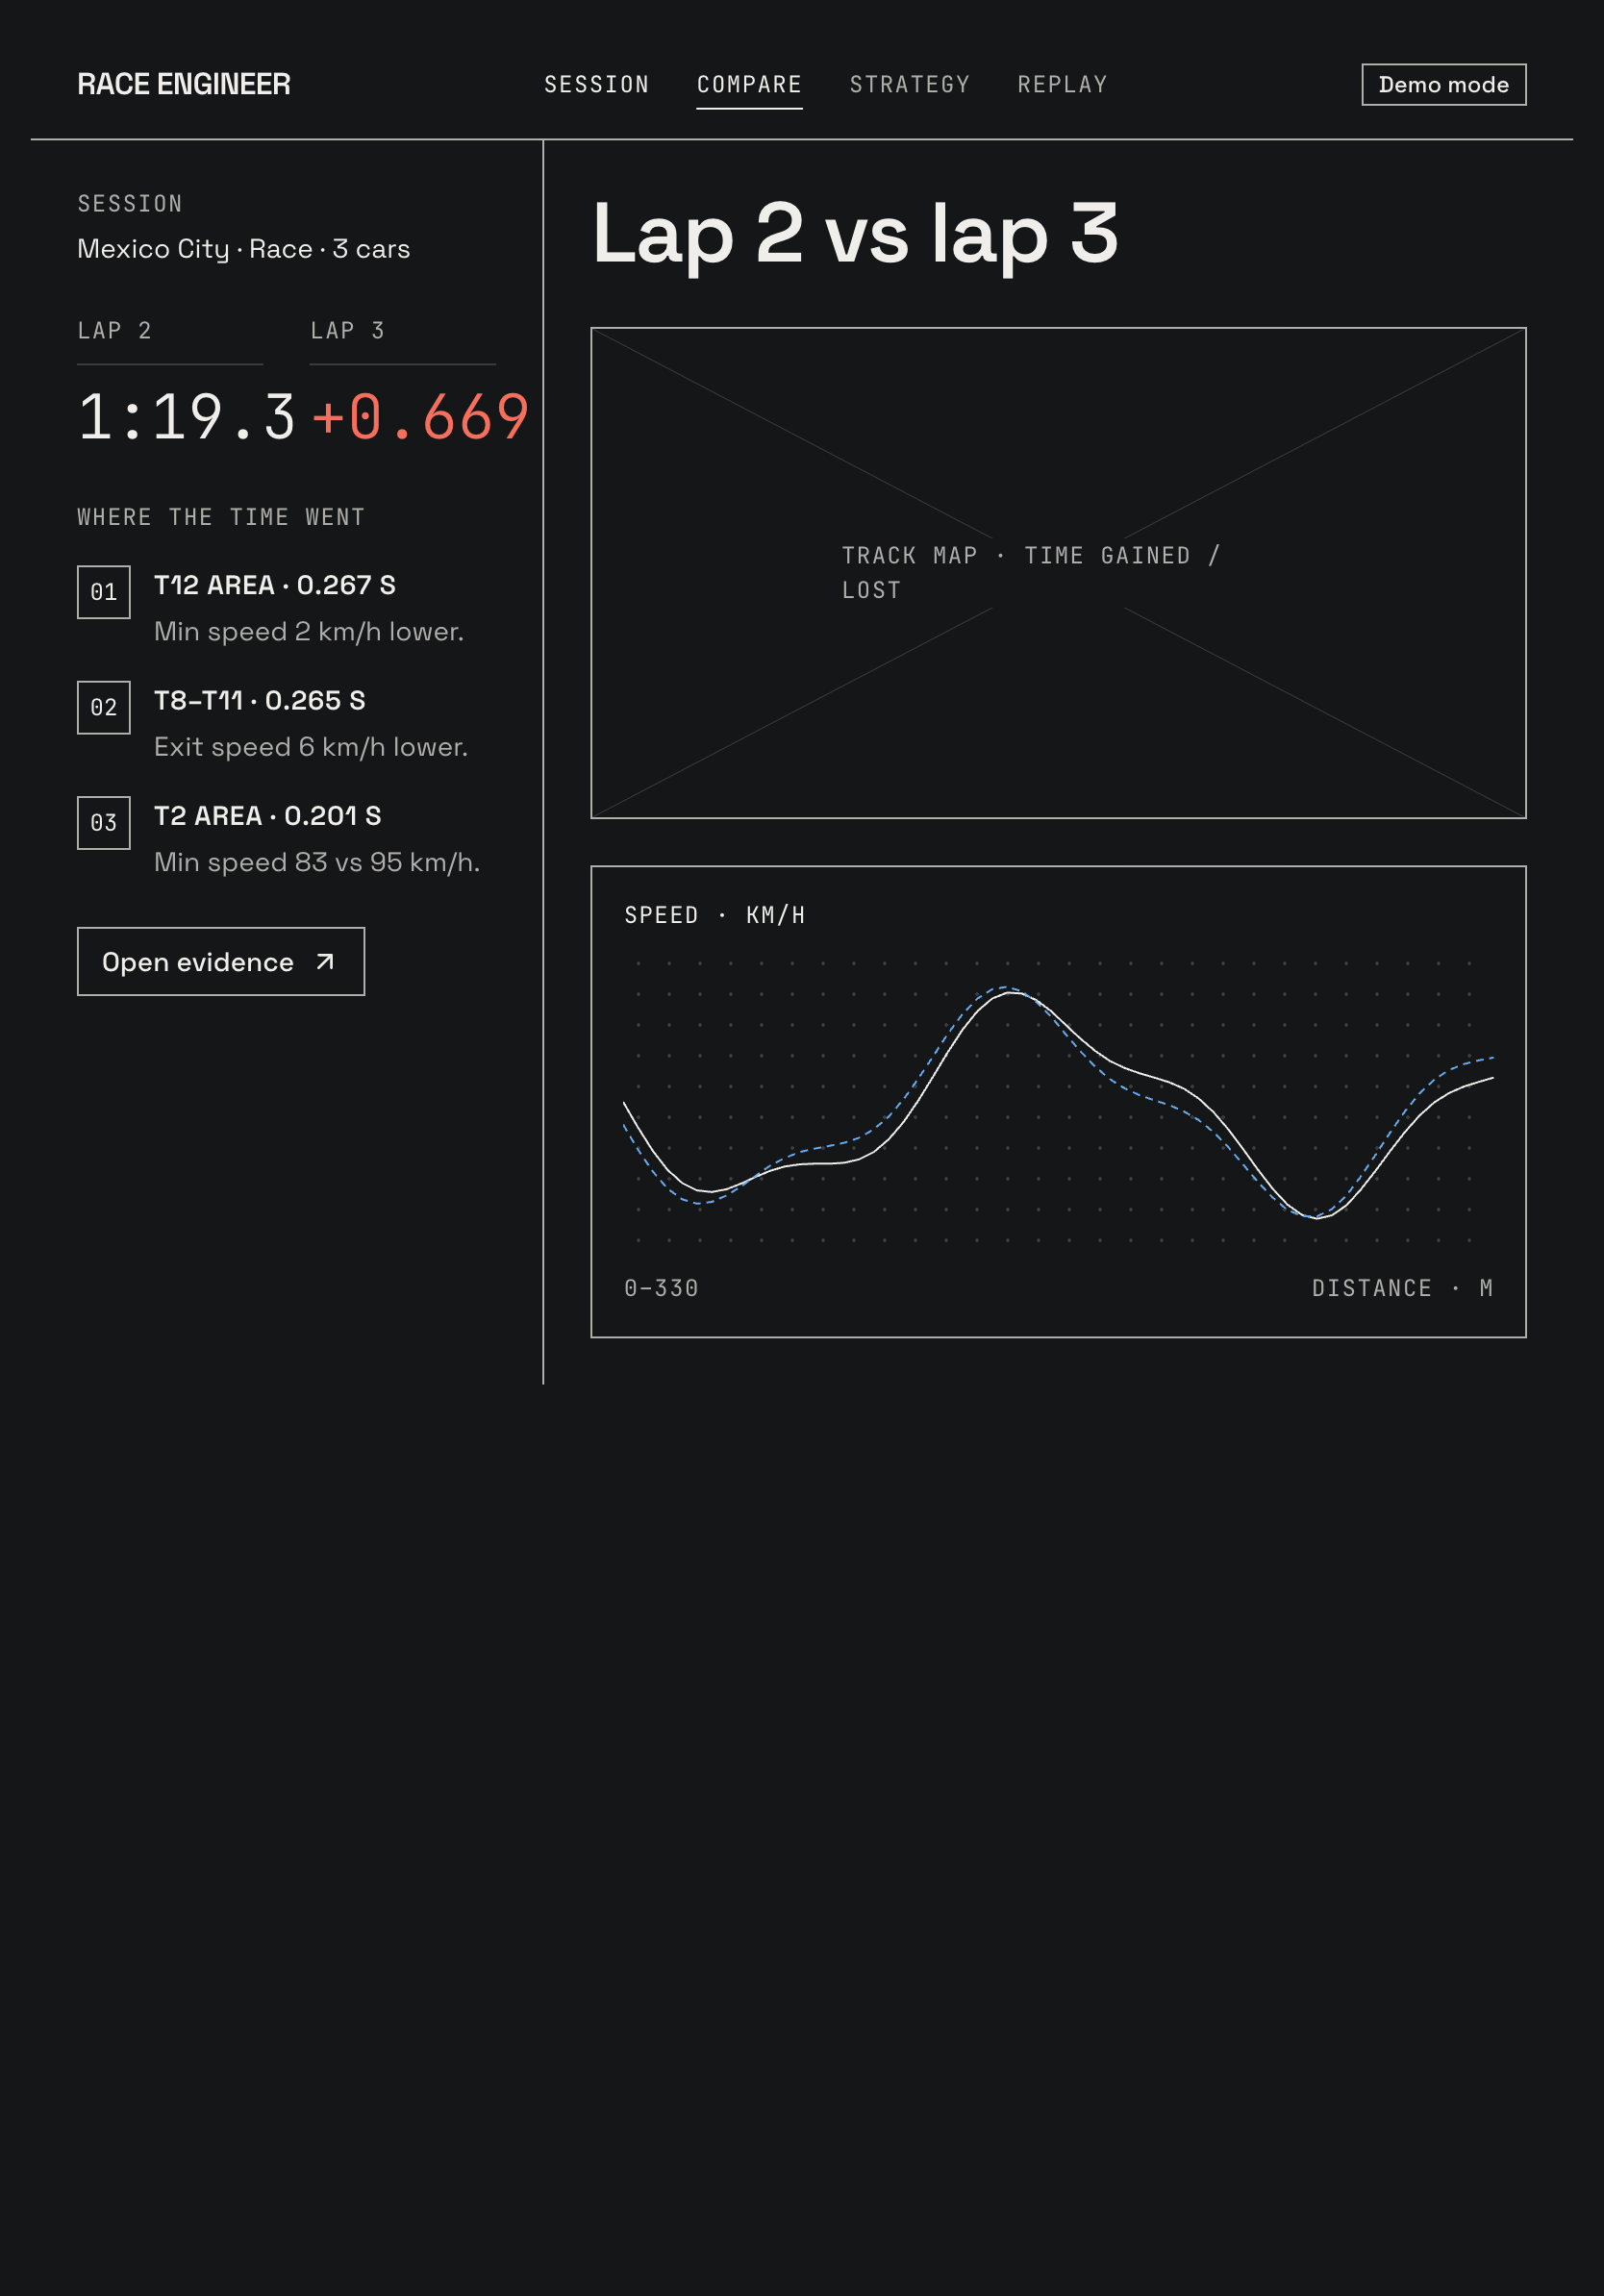 RACE ENGINEER
SESSION COMPARE STRATEGY REPLAY
Demo mode
SESSION
Mexico City · Race · 3 cars
LAP 2
1:19.3
LAP 3
+0.669
WHERE THE TIME WENT
01
T12 AREA · 0.267 S
Min speed 2 km/h lower.
02
T8–T11 · 0.265 S
Exit speed 6 km/h lower.
03
T2 AREA · 0.201 S
Min speed 83 vs 95 km/h.
Open evidence
Lap 2 vs lap 3
TRACK MAP · TIME GAINED /
LOST
SPEED · KM/H
0–330
DISTANCE · M